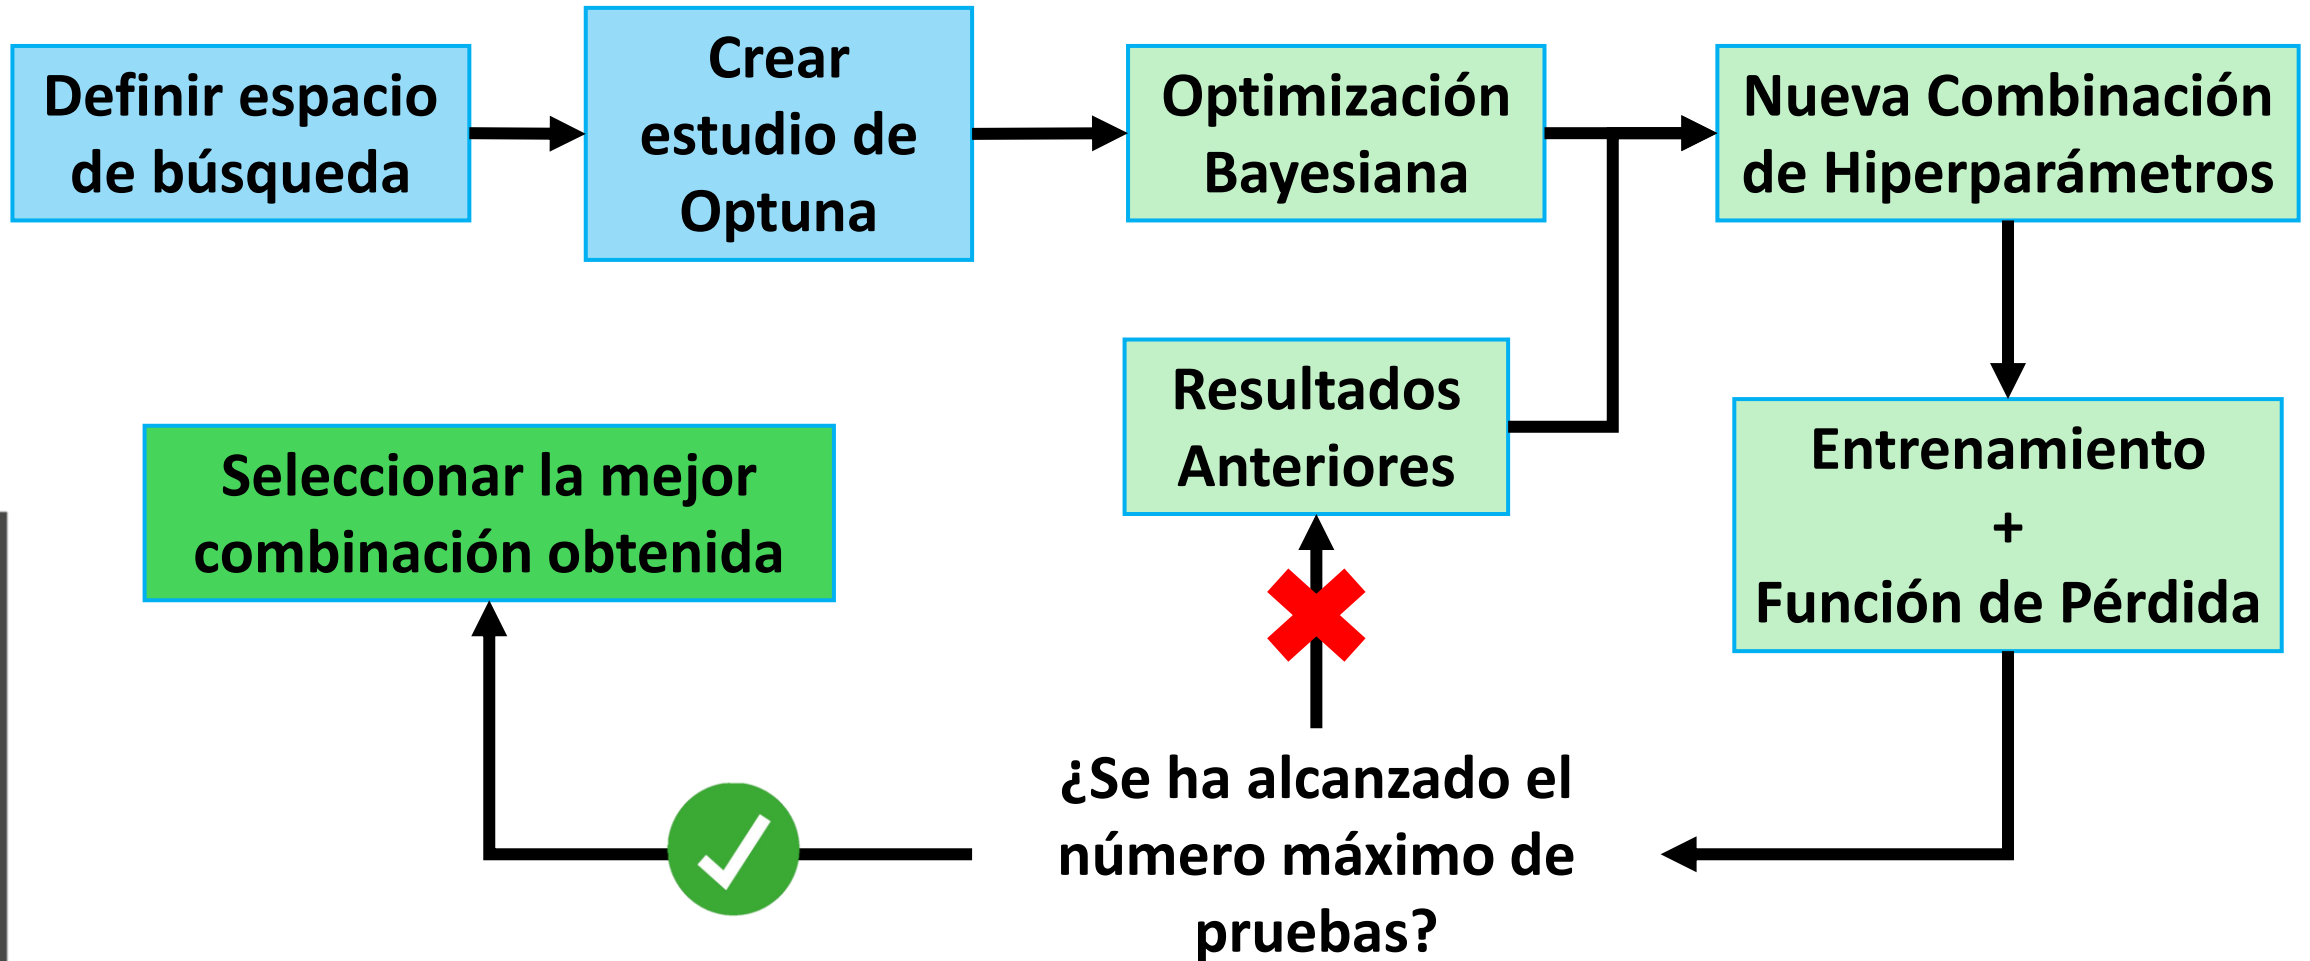 Definir espacio
de búsqueda
Crear
estudio de
Optuna
Optimización
Bayesiana
Nueva Combinación
de Hiperparámetros
Resultados
Anteriores
Entrenamiento
+
Función de Pérdida
Seleccionar la mejor
combinación obtenida
¿Se ha alcanzado el
número máximo de
pruebas?